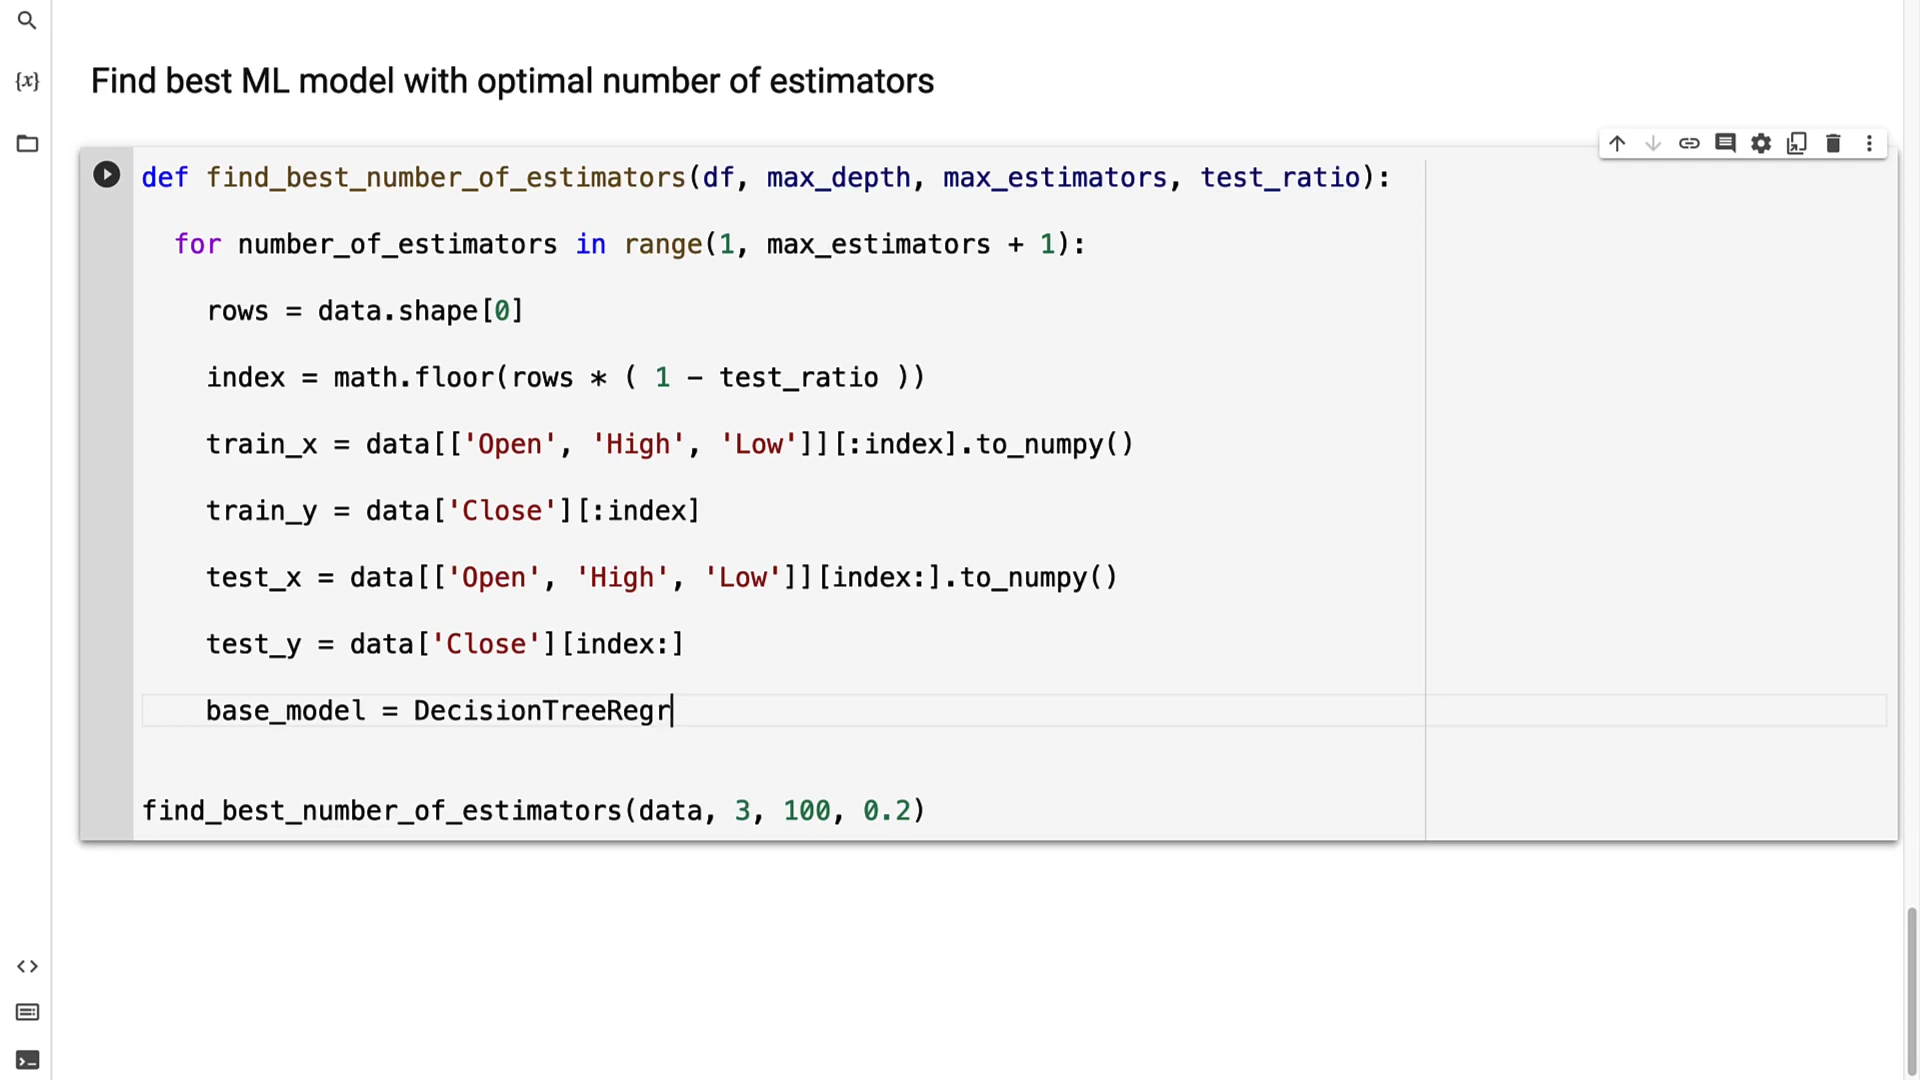 {x}
Find best ML model with optimal number of estimators
def find_best_number_of_estimators(df, max_depth, max_estimators, test_ratio):
for number_of_estimators in range(1, max_estimators + 1):
rows = data.shape[0]
index = math.floor(rows * ( 1 - test_ratio ))
train_x = data[['Open', 'High', 'Low']][:index].to_numpy()
train_y = data['Close'][:index]
test_x = data[['Open', 'High', 'Low']][index:].to_numpy()
test_y = data['Close'][index:]
base_model = DecisionTreeRegr
find_best_number_of_estimators(data, 3, 100, 0.2)